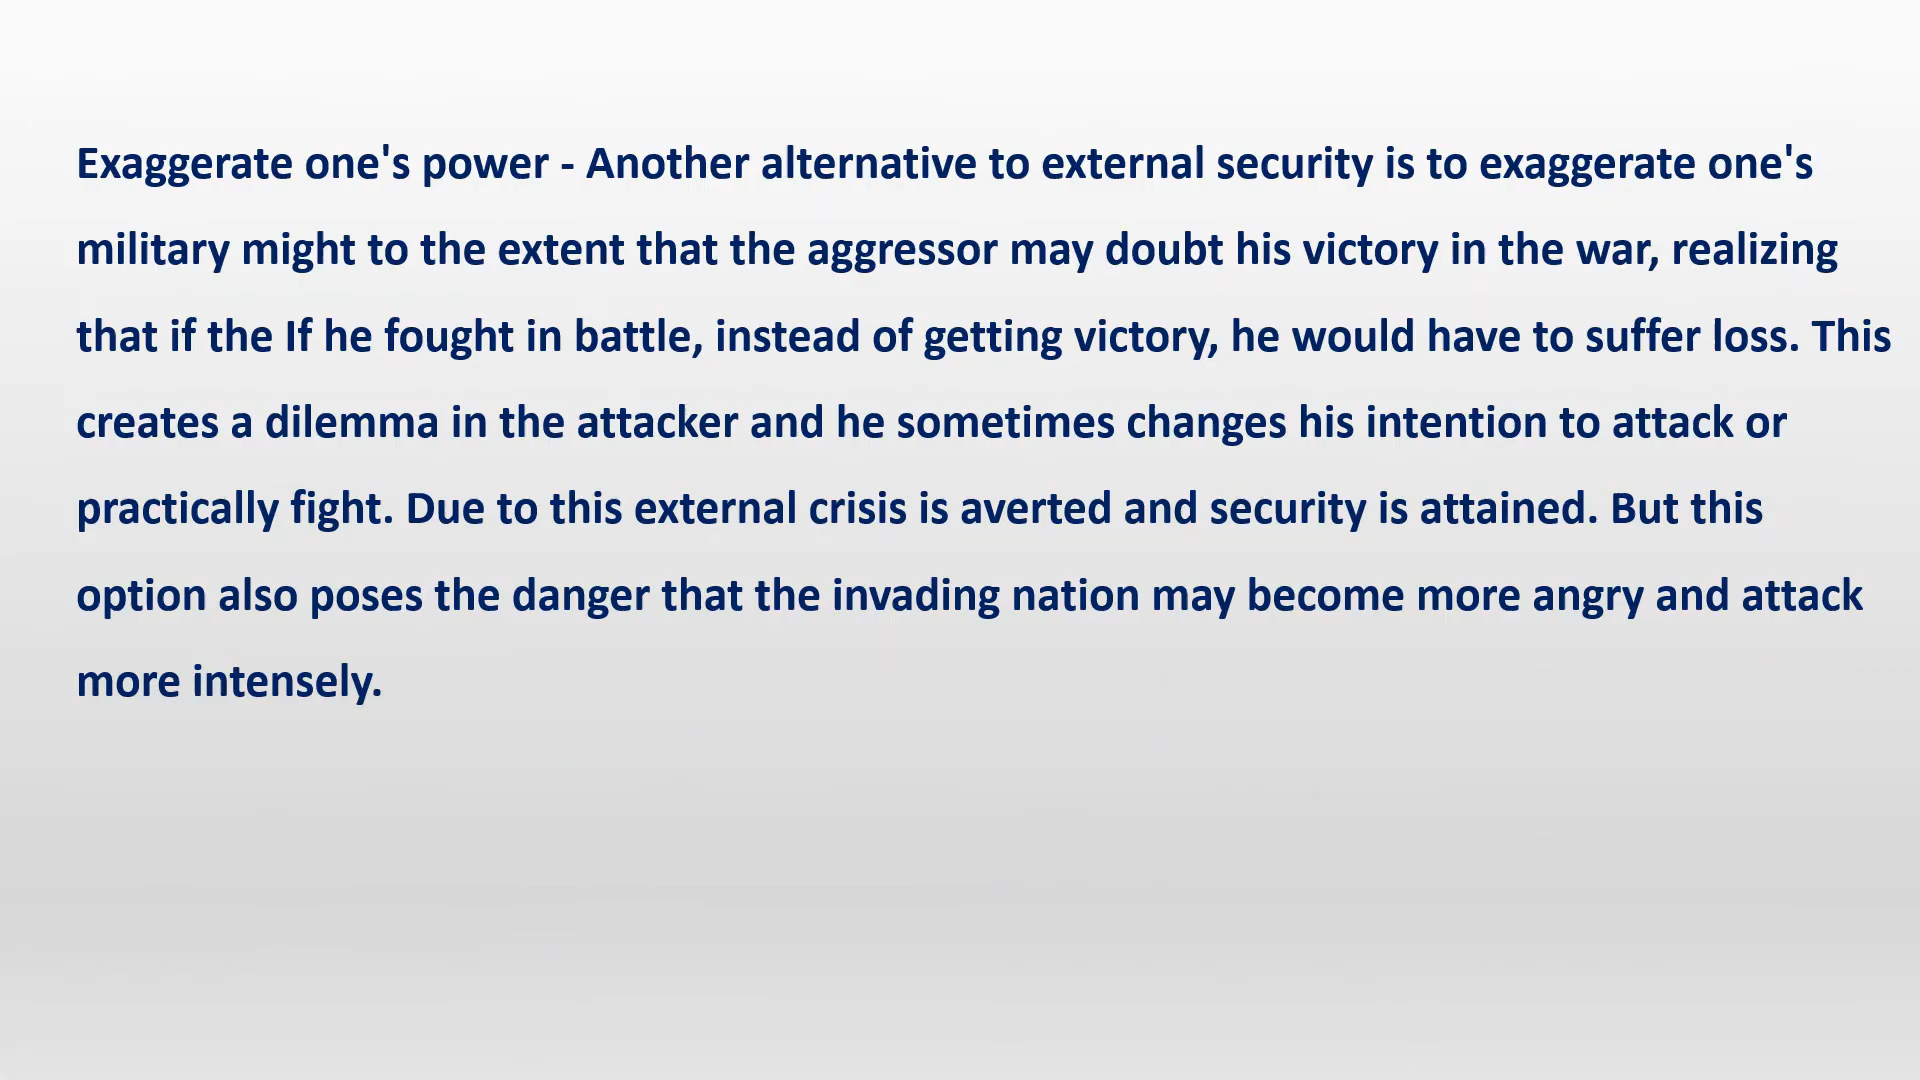 Exaggerate one's power - Another alternative to external security is to exaggerate one's
military might to the extent that the aggressor may doubt his victory in the war, realizing
that if the If he fought in battle, instead of getting victory, he would have to suffer loss. This
creates a dilemma in the attacker and he sometimes changes his intention to attack or
practically fight. Due to this external crisis is averted and security is attained. But this
option also poses the danger that the invading nation may become more angry and attack
more intensely.